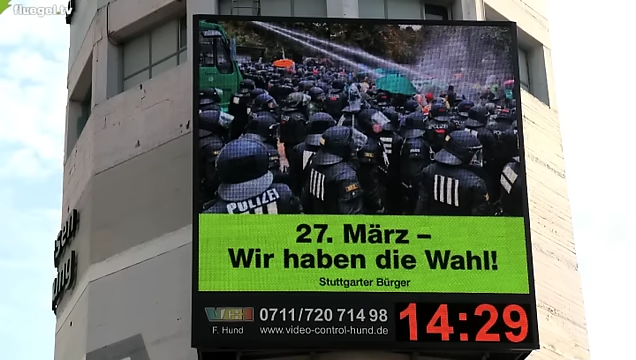 fluegel.tv
POLIZEI
POLIZEI
27. März –
Wir haben die Wahl!
Stuttgarter Bürger
F. Hund
0711/720 714 98
www.video-control-hund.de
14:29